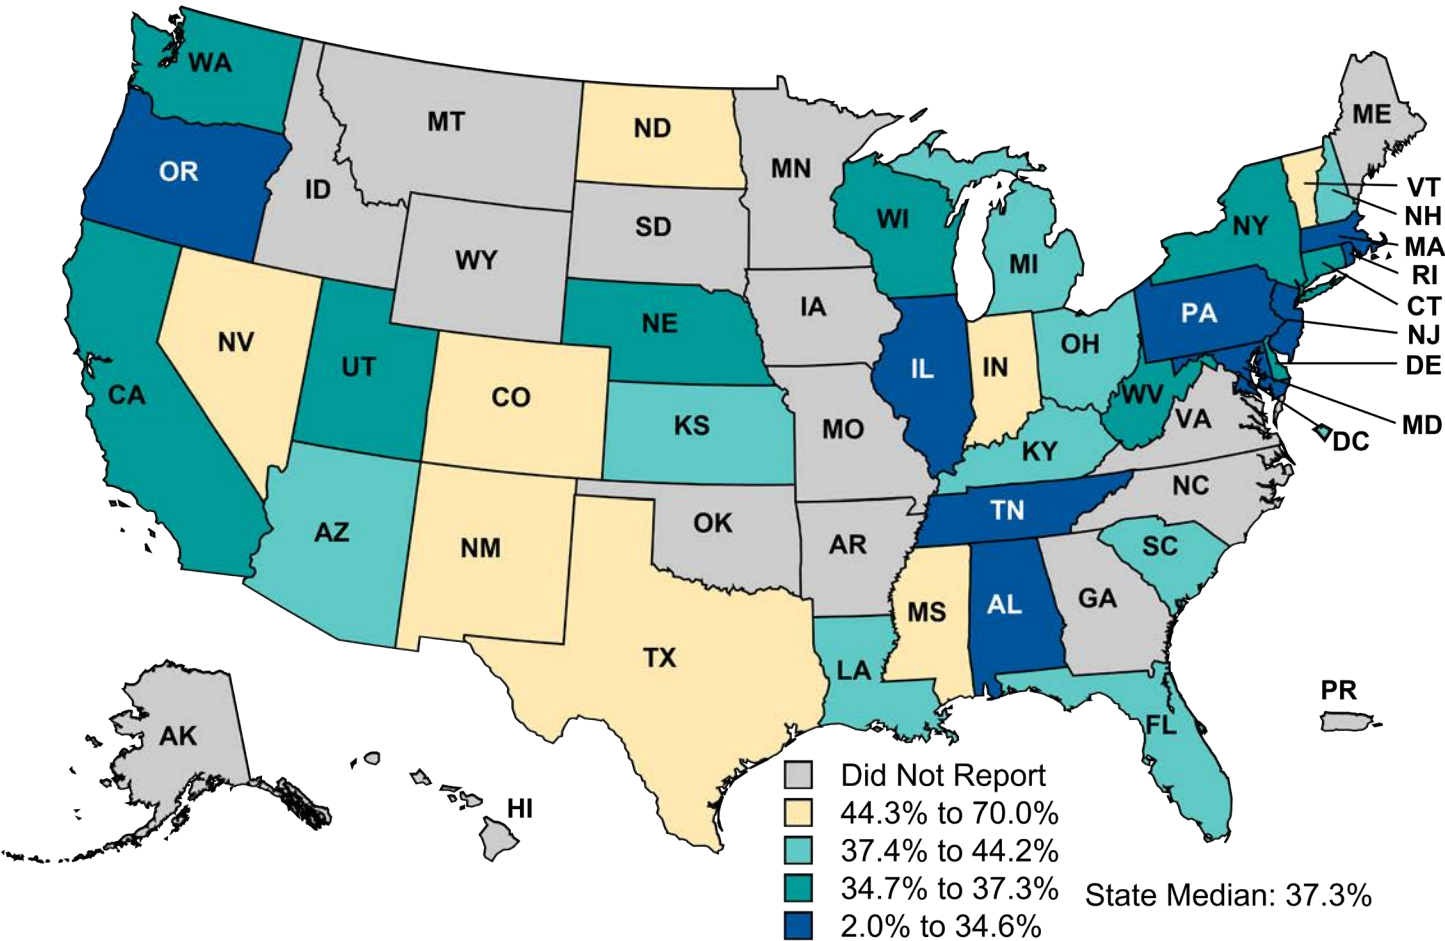 WA
MT
ND
MN
ME
OR
ID
SD
WI
MI
NY
VT
NH
MA
RI
CT
NJ
DE
MD
DC
WY
IA
NE
PA
NV
UT
CO
IL
IN
OH
CA
KS
MO
WV
VA
KY
NC
AZ
NM
OK
AR
TN
SC
MS
AL
GA
TX
LA
FL
PR
AK
HI
Did Not Report
44.3% to 70.0%
37.4% to 44.2%
34.7% to 37.3%
State Median: 37.3%
2.0% to 34.6%